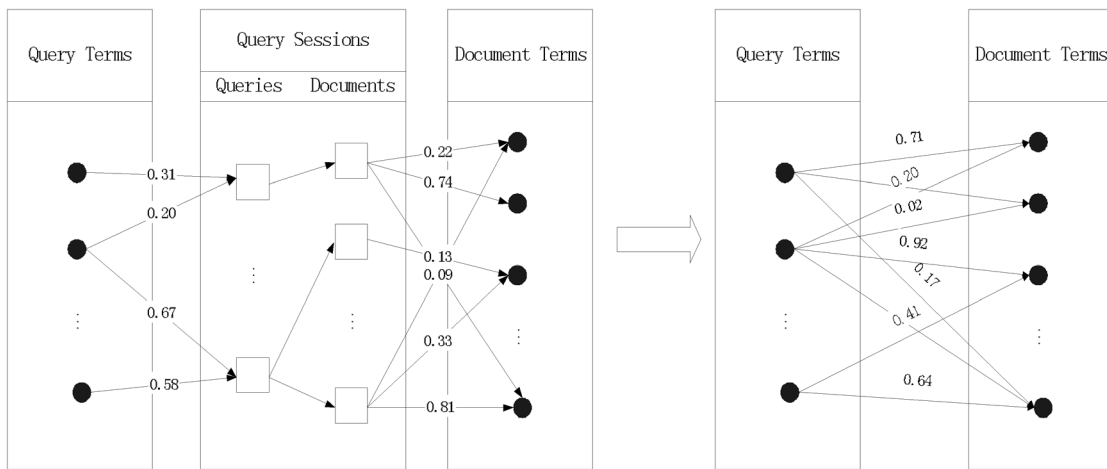 Query Terms
Query Sessions
Queries Documents
Document Terms
0.31
0.20
0.67
0.58
0.22
0.74
0.13
0.09
0.33
0.81
Query Terms
Document Terms
0.71
0.20
0.02
0.92
0.17
0.41
0.64